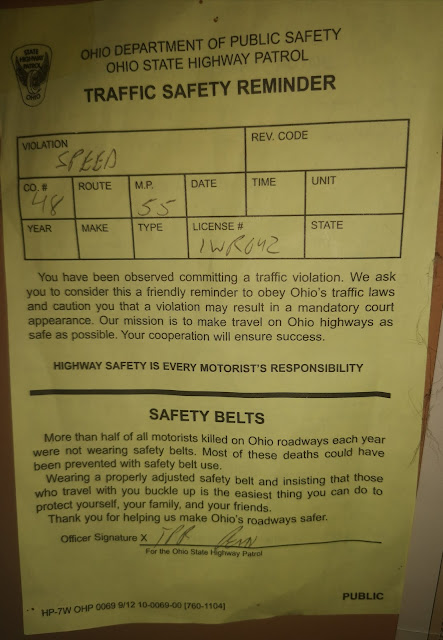 STATE
HIGHWAY
PATROL
OHIO
OHIO DEPARTMENT OF PUBLIC SAFETY
OHIO STATE HIGHWAY PATROL
TRAFFIC SAFETY REMINDER
VIOLATION SPEED REV. CODE
CO. # 48 ROUTE M.P. 55 DATE TIME UNIT
YEAR MAKE TYPE LICENSE # STATE
You have been observed committing a traffic violation. We ask
you to consider this a friendly reminder to obey Ohio's traffic laws
and caution you that a violation may result in a mandatory court
appearance. Our mission is to make travel on Ohio highways as
safe as possible. Your cooperation will ensure success.
HIGHWAY SAFETY IS EVERY MOTORIST'S RESPONSIBILITY
SAFETY BELTS
More than half of all motorists killed on Ohio roadways each year
were not wearing safety belts. Most of these deaths could have
been prevented with safety belt use.
Wearing a properly adjusted safety belt and insisting that those
who travel with you buckle up is the easiest thing you can do to
protect yourself, your family, and your friends.
Thank you for helping us make Ohio's roadways safer.
Officer Signature X
For the Ohio State Highway Patrol
PUBLIC
HP-7W OHP 0069 9/12 10-0069-00 [760-1104]